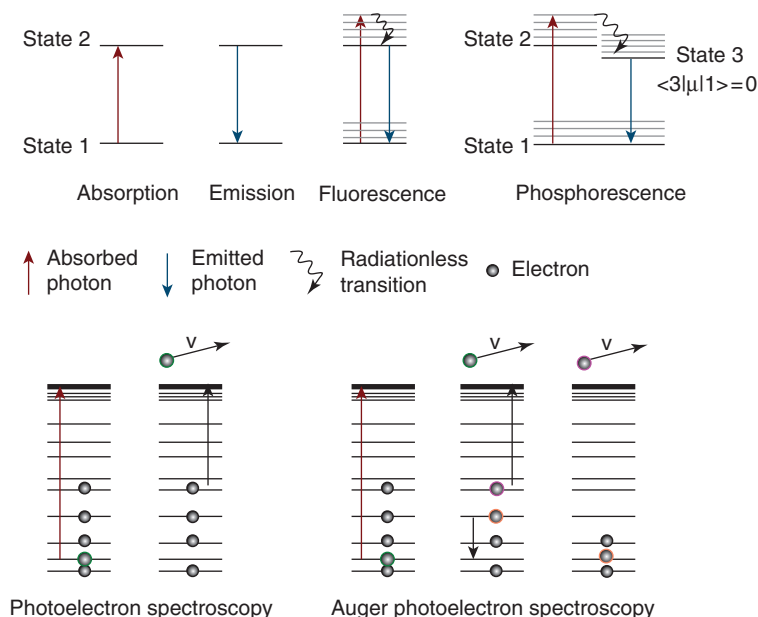 State 2
State 3
<3|μ|1>=0
State 1
State 2
State 1
Absorption Emission Fluorescence Phosphorescence
Absorbed photon
Emitted photon
Radiationless transition
Electron
v
v
v
Photoelectron spectroscopy
Auger photoelectron spectroscopy